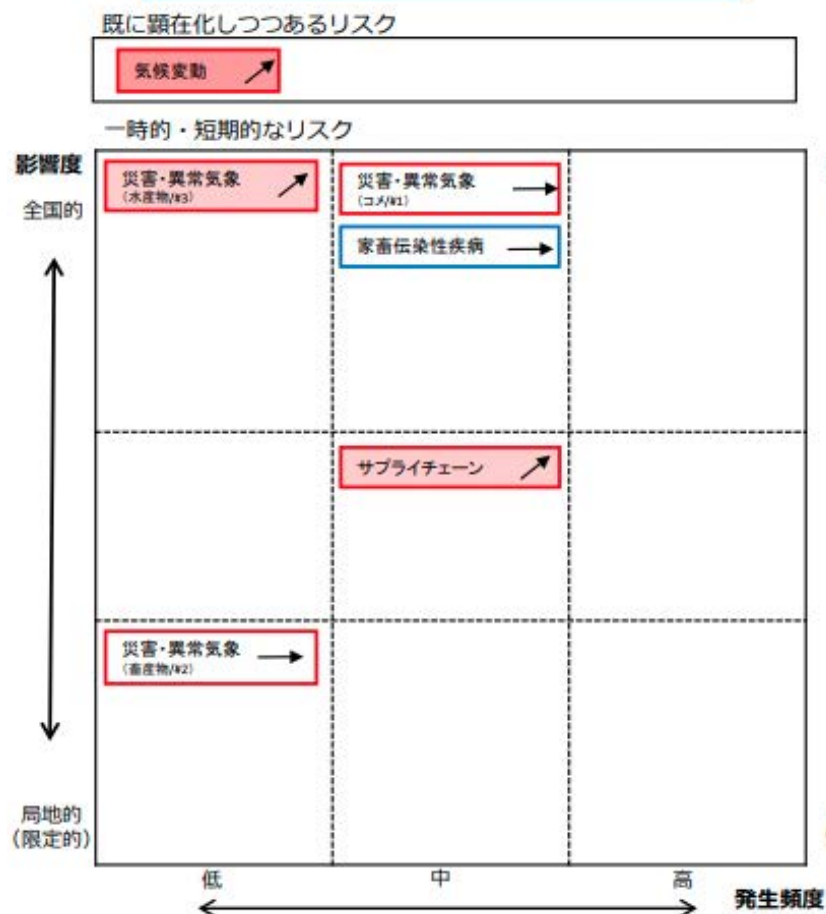 既に顕在化しつつあるリスク
気候変動
一時的・短期的なリスク
影響度
全国的
災害・異常気象
(水産物/#3)
災害・異常気象
(コメ/#1)
家畜伝染性疾病
サプライチェーン
災害・異常気象
(畜産物/#2)
局地的
(限定的)
低
中
高
発生頻度